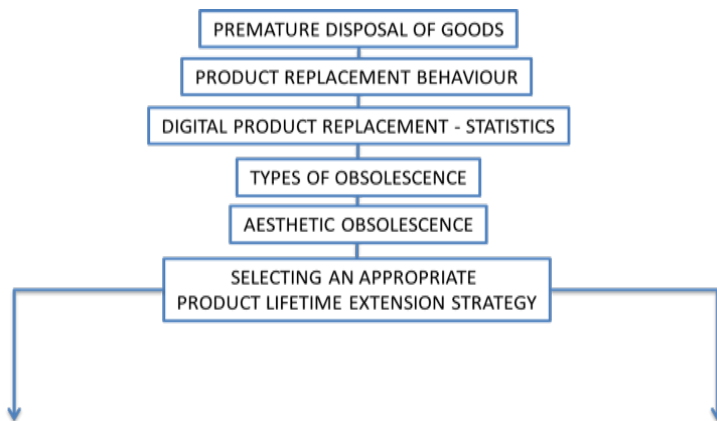 PREMATURE DISPOSAL OF GOODS
PRODUCT REPLACEMENT BEHAVIOUR
DIGITAL PRODUCT REPLACEMENT - STATISTICS
TYPES OF OBSOLESCENCE
AESTHETIC OBSOLESCENCE
SELECTING AN APPROPRIATE
PRODUCT LIFETIME EXTENSION STRATEGY